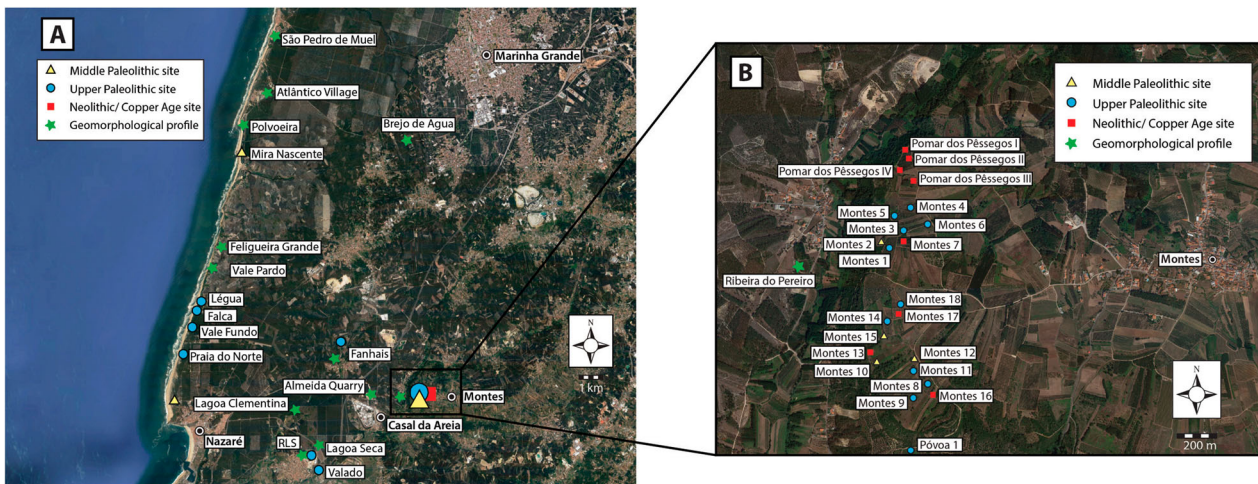 A
Middle Paleolithic site
Upper Paleolithic site
Neolithic/ Copper Age site
Geomorphological profile
São Pedro de Muel
Marinha Grande
Atlântico Village
Polvoeira
Brejo de Agua
Mira Nascente
Feligueira Grande
Vale Pardo
Légua
Falca
Vale Fundo
Praia do Norte
Fanhais
N
1 km
Almeida Quarry
Montes
Lagoa Clementina
Casal da Areia
Nazaré
RLS
Lagoa Seca
Valado
B
Middle Paleolithic site
Upper Paleolithic site
Neolithic/ Copper Age site
Geomorphological profile
Pomar dos Pêssegos I
Pomar dos Pêssegos II
Pomar dos Pêssegos IV
Pomar dos Pêssegos III
Montes 4
Montes 5
Montes 6
Montes 3
Montes 2
Montes 7
Montes 1
Montes
Ribeira do Pereiro
Montes 18
Montes 17
Montes 14
Montes 15
Montes 13
Montes 12
Montes 10
Montes 11
Montes 8
Montes 16
Montes 9
N
200 m
Póvoa 1